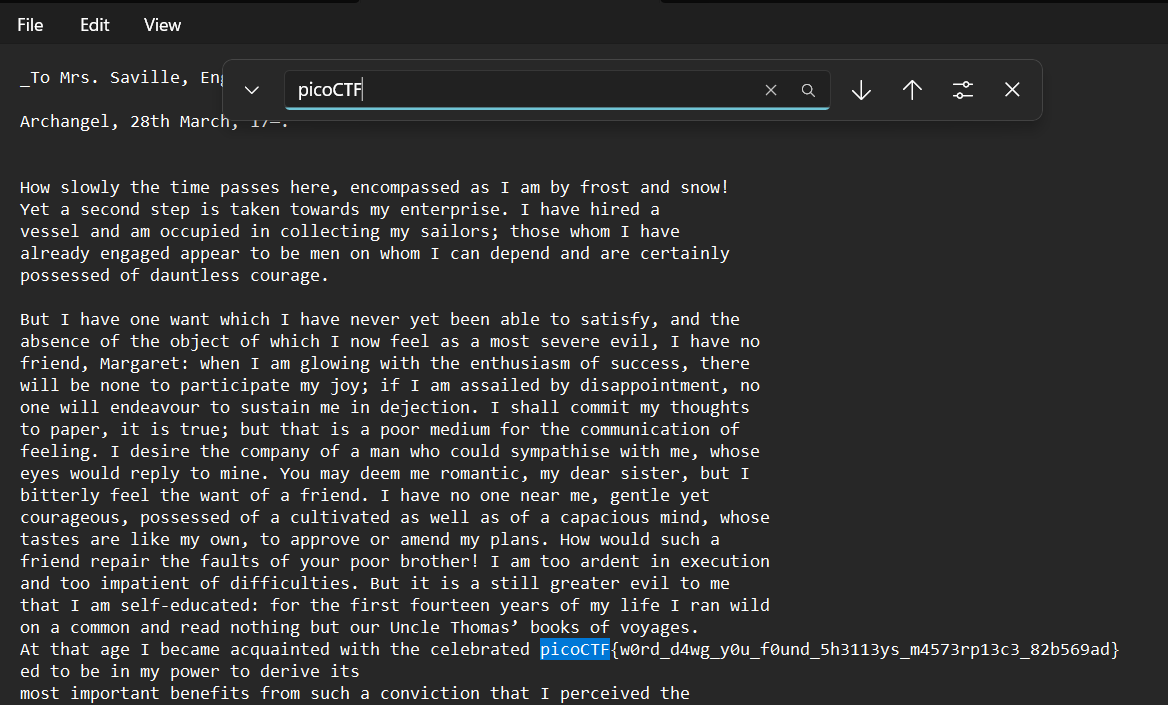 File Edit View
picoCTF
_To Mrs. Saville,
Archangel, 28th March, 17—.
How slowly the time passes here, encompassed as I am by frost and snow!
Yet a second step is taken towards my enterprise. I have hired a
vessel and am occupied in collecting my sailors; those whom I have
already engaged appear to be men on whom I can depend and are certainly
possessed of dauntless courage.
But I have one want which I have never yet been able to satisfy, and the
absence of the object of which I now feel as a most severe evil, I have no
friend, Margaret: when I am glowing with the enthusiasm of success, there
will be none to participate my joy; if I am assailed by disappointment, no
one will endeavour to sustain me in dejection. I shall commit my thoughts
to paper, it is true; but that is a poor medium for the communication of
feeling. I desire the company of a man who could sympathise with me, whose
eyes would reply to mine. You may deem me romantic, my dear sister, but I
bitterly feel the want of a friend. I have no one near me, gentle yet
courageous, possessed of a cultivated as well as of a capacious mind, whose
tastes are like my own, to approve or amend my plans. How would such a
friend repair the faults of your poor brother! I am too ardent in execution
and too impatient of difficulties. But it is a still greater evil to me
that I am self-educated: for the first fourteen years of my life I ran wild
on a common and read nothing but our Uncle Thomas’ books of voyages.
At that age I became acquainted with the celebrated picoCTF{w0rd_d4wg_y0u_f0und_5h3113ys_m4573rp13c3_82b569ad}
ed to be in my power to derive its
most important benefits from such a conviction that I perceived the